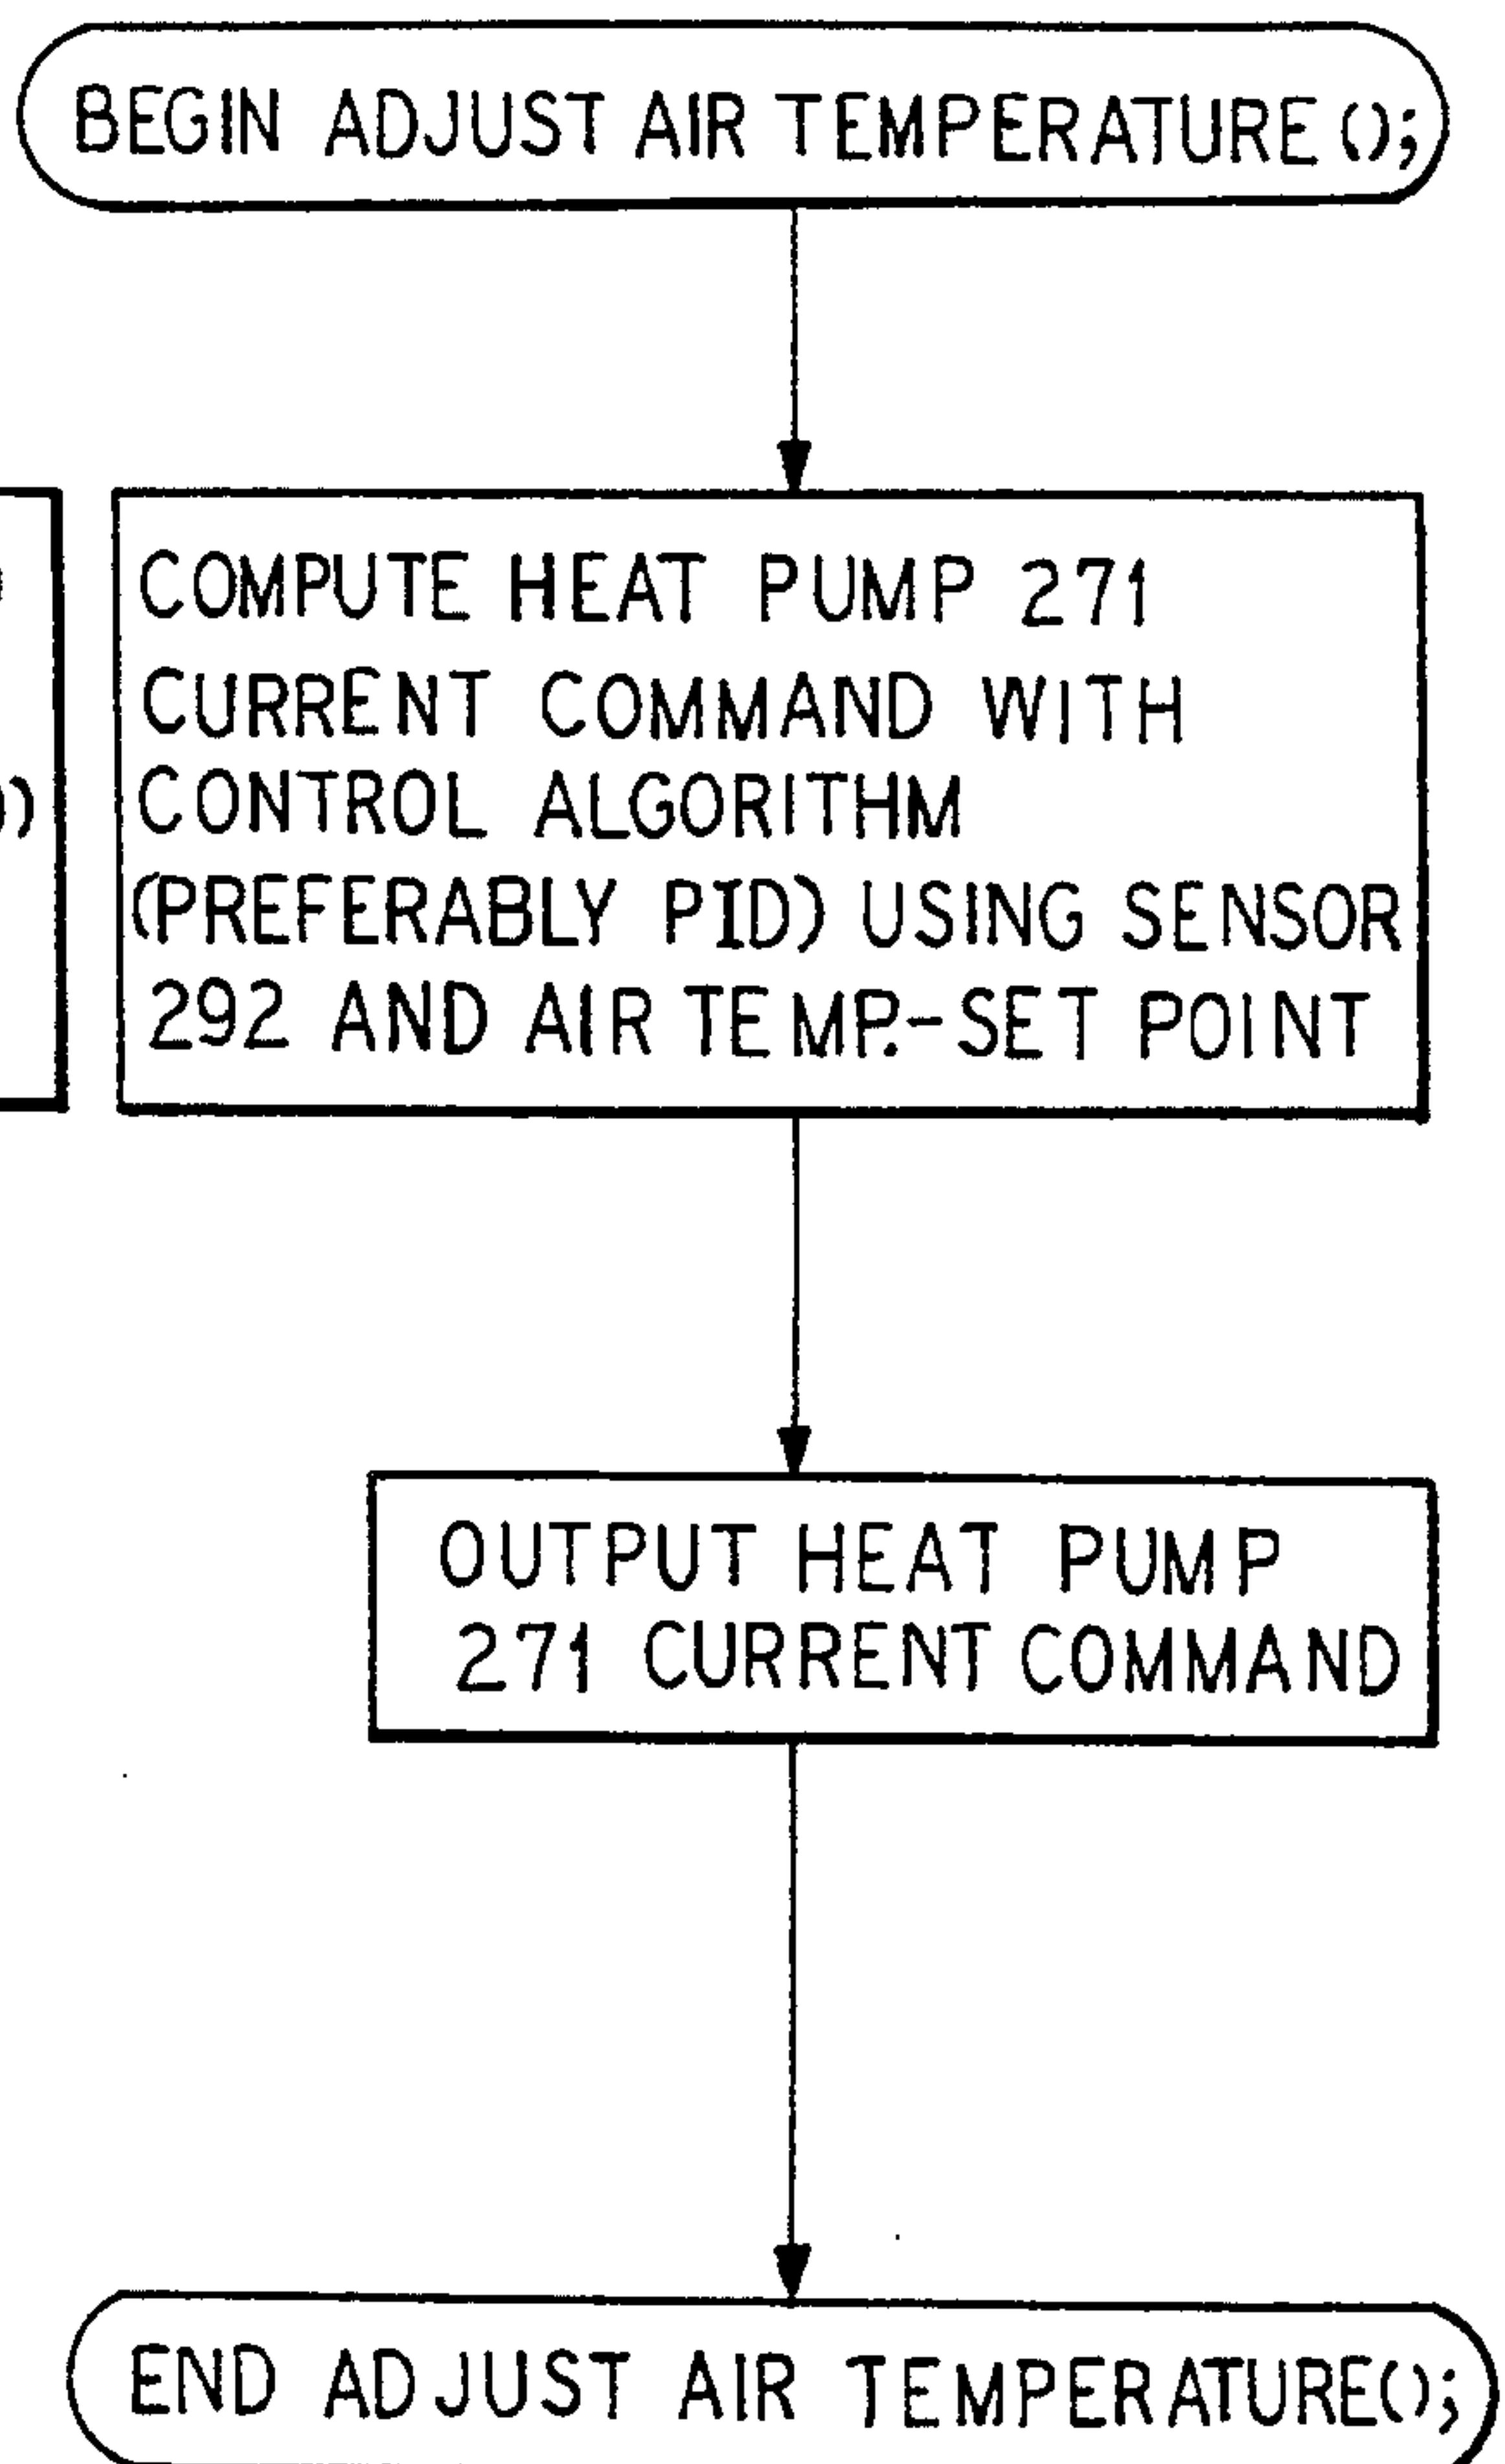 BEGIN ADJUST AIR TEMPERATURE ();
COMPUTE HEAT PUMP 271
CURRENT COMMAND WITH
CONTROL ALGORITHM
(PREFERABLY PID) USING SENSOR
292 AND AIR TEMP.-SET POINT
OUTPUT HEAT PUMP
271 CURRENT COMMAND
END ADJUST AIR TEMPERATURE();